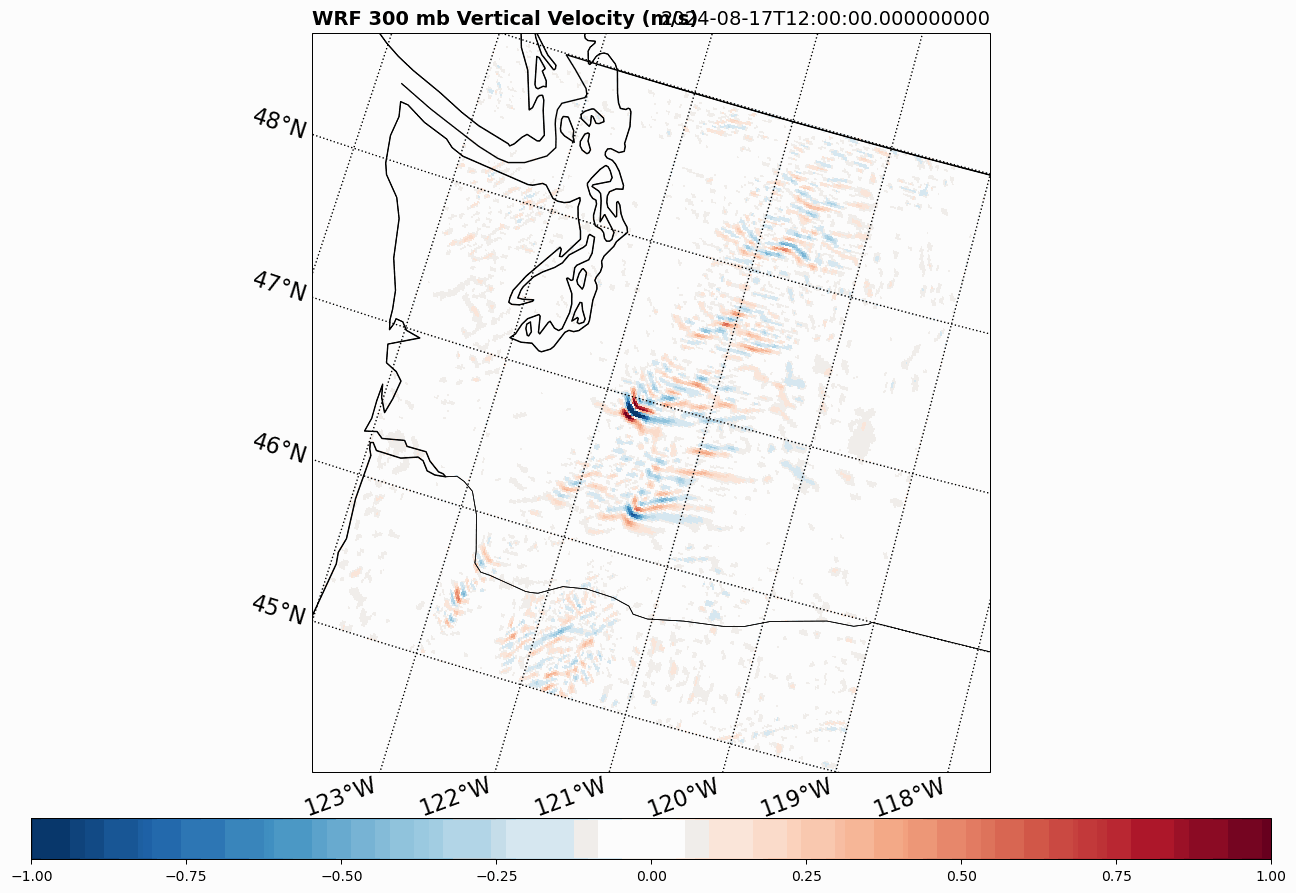 WRF 300 mb Vertical Velocity (m/s)
2024-08-17T12:00:00.000000000
48°N
47°N
46°N
45°N
123°W 122°W 121°W 120°W 119°W 118°W
−1.00 −0.75 −0.50 −0.25 0.00 0.25 0.50 0.75 1.00